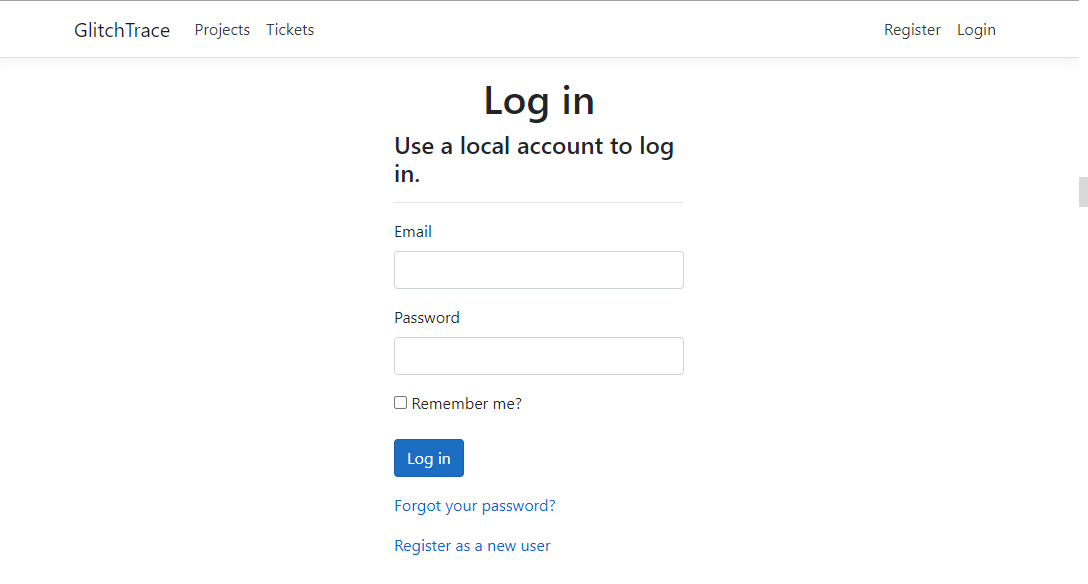 GlitchTrace Projects Tickets Register Login
Log in
Use a local account to log
in.
Email
Password
Remember me?
Log in
Forgot your password?
Register as a new user